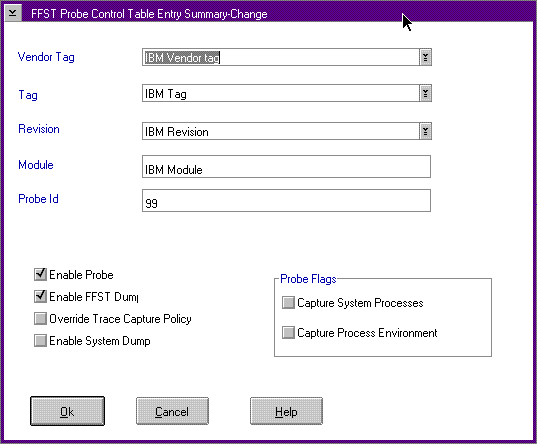 FFST Probe Control Table Entry Summary-Change
Vendor Tag IBM Vendor tag
Tag IBM Tag
Revision IBM Revision
Module IBM Module
Probe Id 99
Enable Probe
Enable FFST Dump
Override Trace Capture Policy
Enable System Dump
Probe Flags
Capture System Processes
Capture Process Environment
Ok Cancel Help